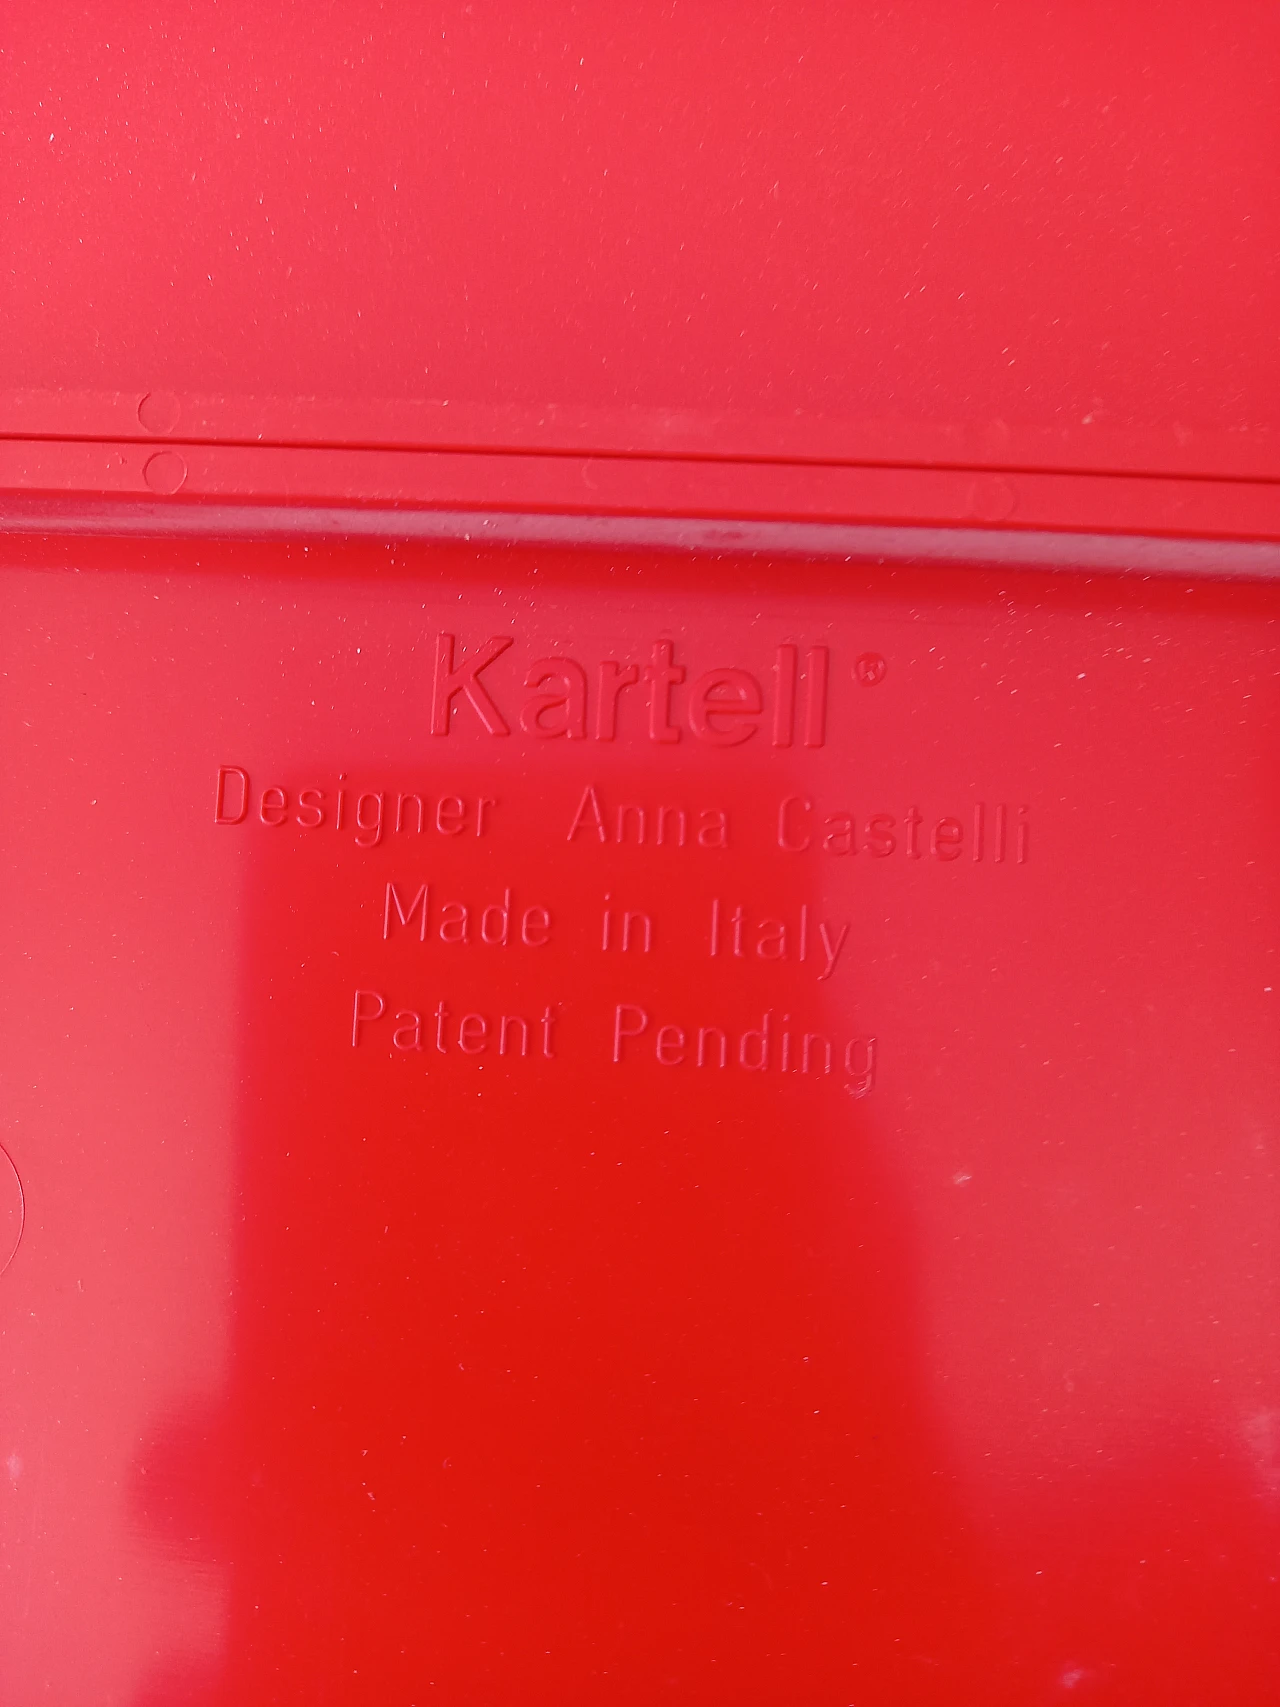 Kartell®
Designer Anna Castelli
Made in Italy
Patent Pending